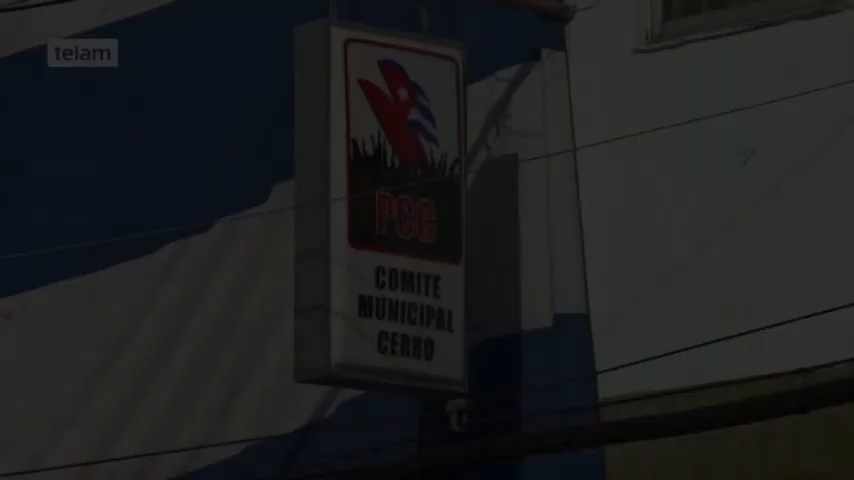 telam
PCC
COMITE
MUNICIPAL
CERRO